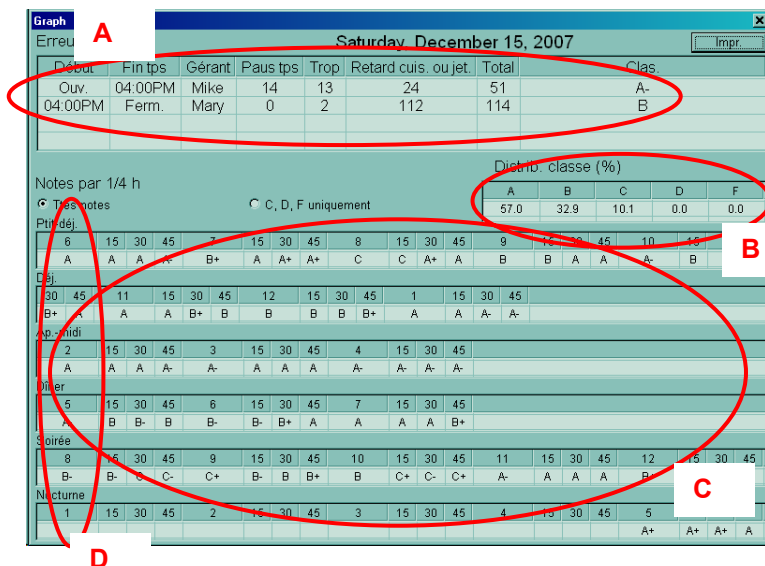 Graph
Erreu A Saturday, December 15, 2007 Impr.
Début Fin tps Gérant Paus tps Trop Retard cuis. ou jet. Total Clas.
Ouv. 04:00PM Mike 14 13 24 51 A-
04:00PM Ferm. Mary 0 2 112 114 B
Distrib. classe (%)
A B C D F
57.0 32.9 10.1 0.0 0.0
Notes par 1/4 h
Ttes notes C, D, F uniquement
B
Ptit-déj.
6 15 30 45 7 15 30 45 8 15 30 45 9 15 30 45 10 15
A A A A- B+ A A+ A+ C C A+ A B B A A A- B
Déj.
30 45 11 15 30 45 12 15 30 45 1 15 30 45
B+ A A A B+ B B B B B+ A A A- A-
Ap.-midi
2 15 30 45 3 15 30 45 4 15 30 45
A A A A- A- A A A A- A- A- A-
Dîner
5 15 30 45 6 15 30 45 7 15 30 45
B B- B B- B- B+ A A A A B+
Soirée
8 15 30 45 9 15 30 45 10 15 30 45 11 15 30 45 12 15 30 45
B- B- C- C+ B- B B+ B C+ C- C+ A- A A A B+
C
Nocturne
1 15 30 45 2 15 30 45 3 15 30 45 4 15 30 45 5
A+ A+ A+ A
D